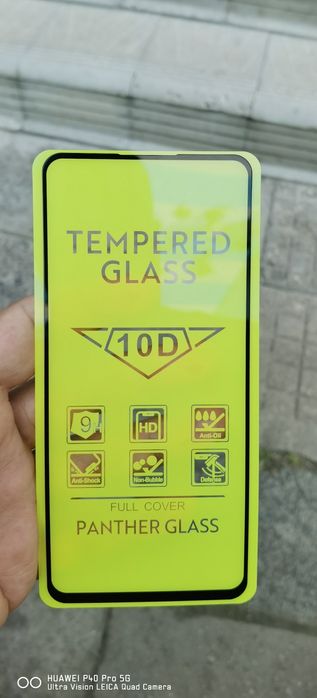 TEMPERED
GLASS
10D
9H
HD
Anti-Oil
Anti-Shock
Non-Bubble
Defense
FULL COVER
PANTHER GLASS
HUAWEI P40 Pro 5G
Ultra Vision LEICA Quad Camera